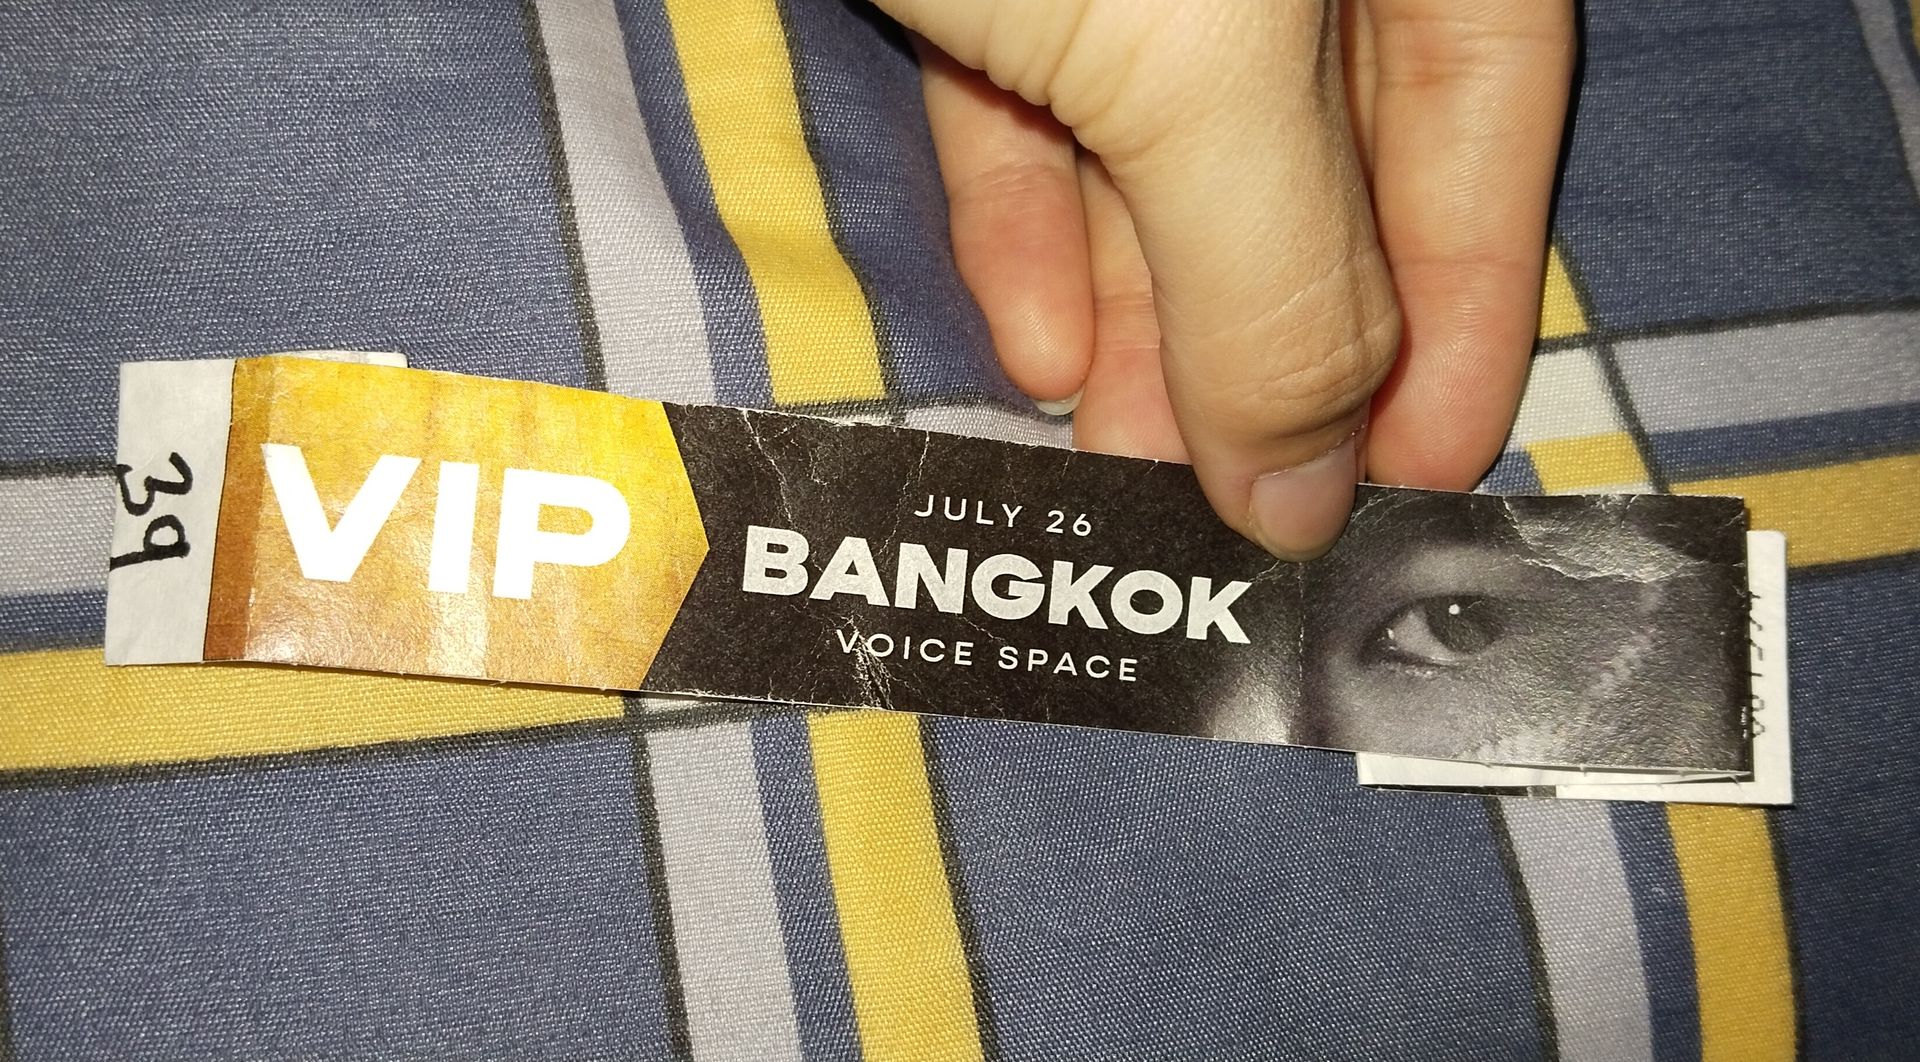 39
VIP
JULY 26
BANGKOK
VOICE SPACE